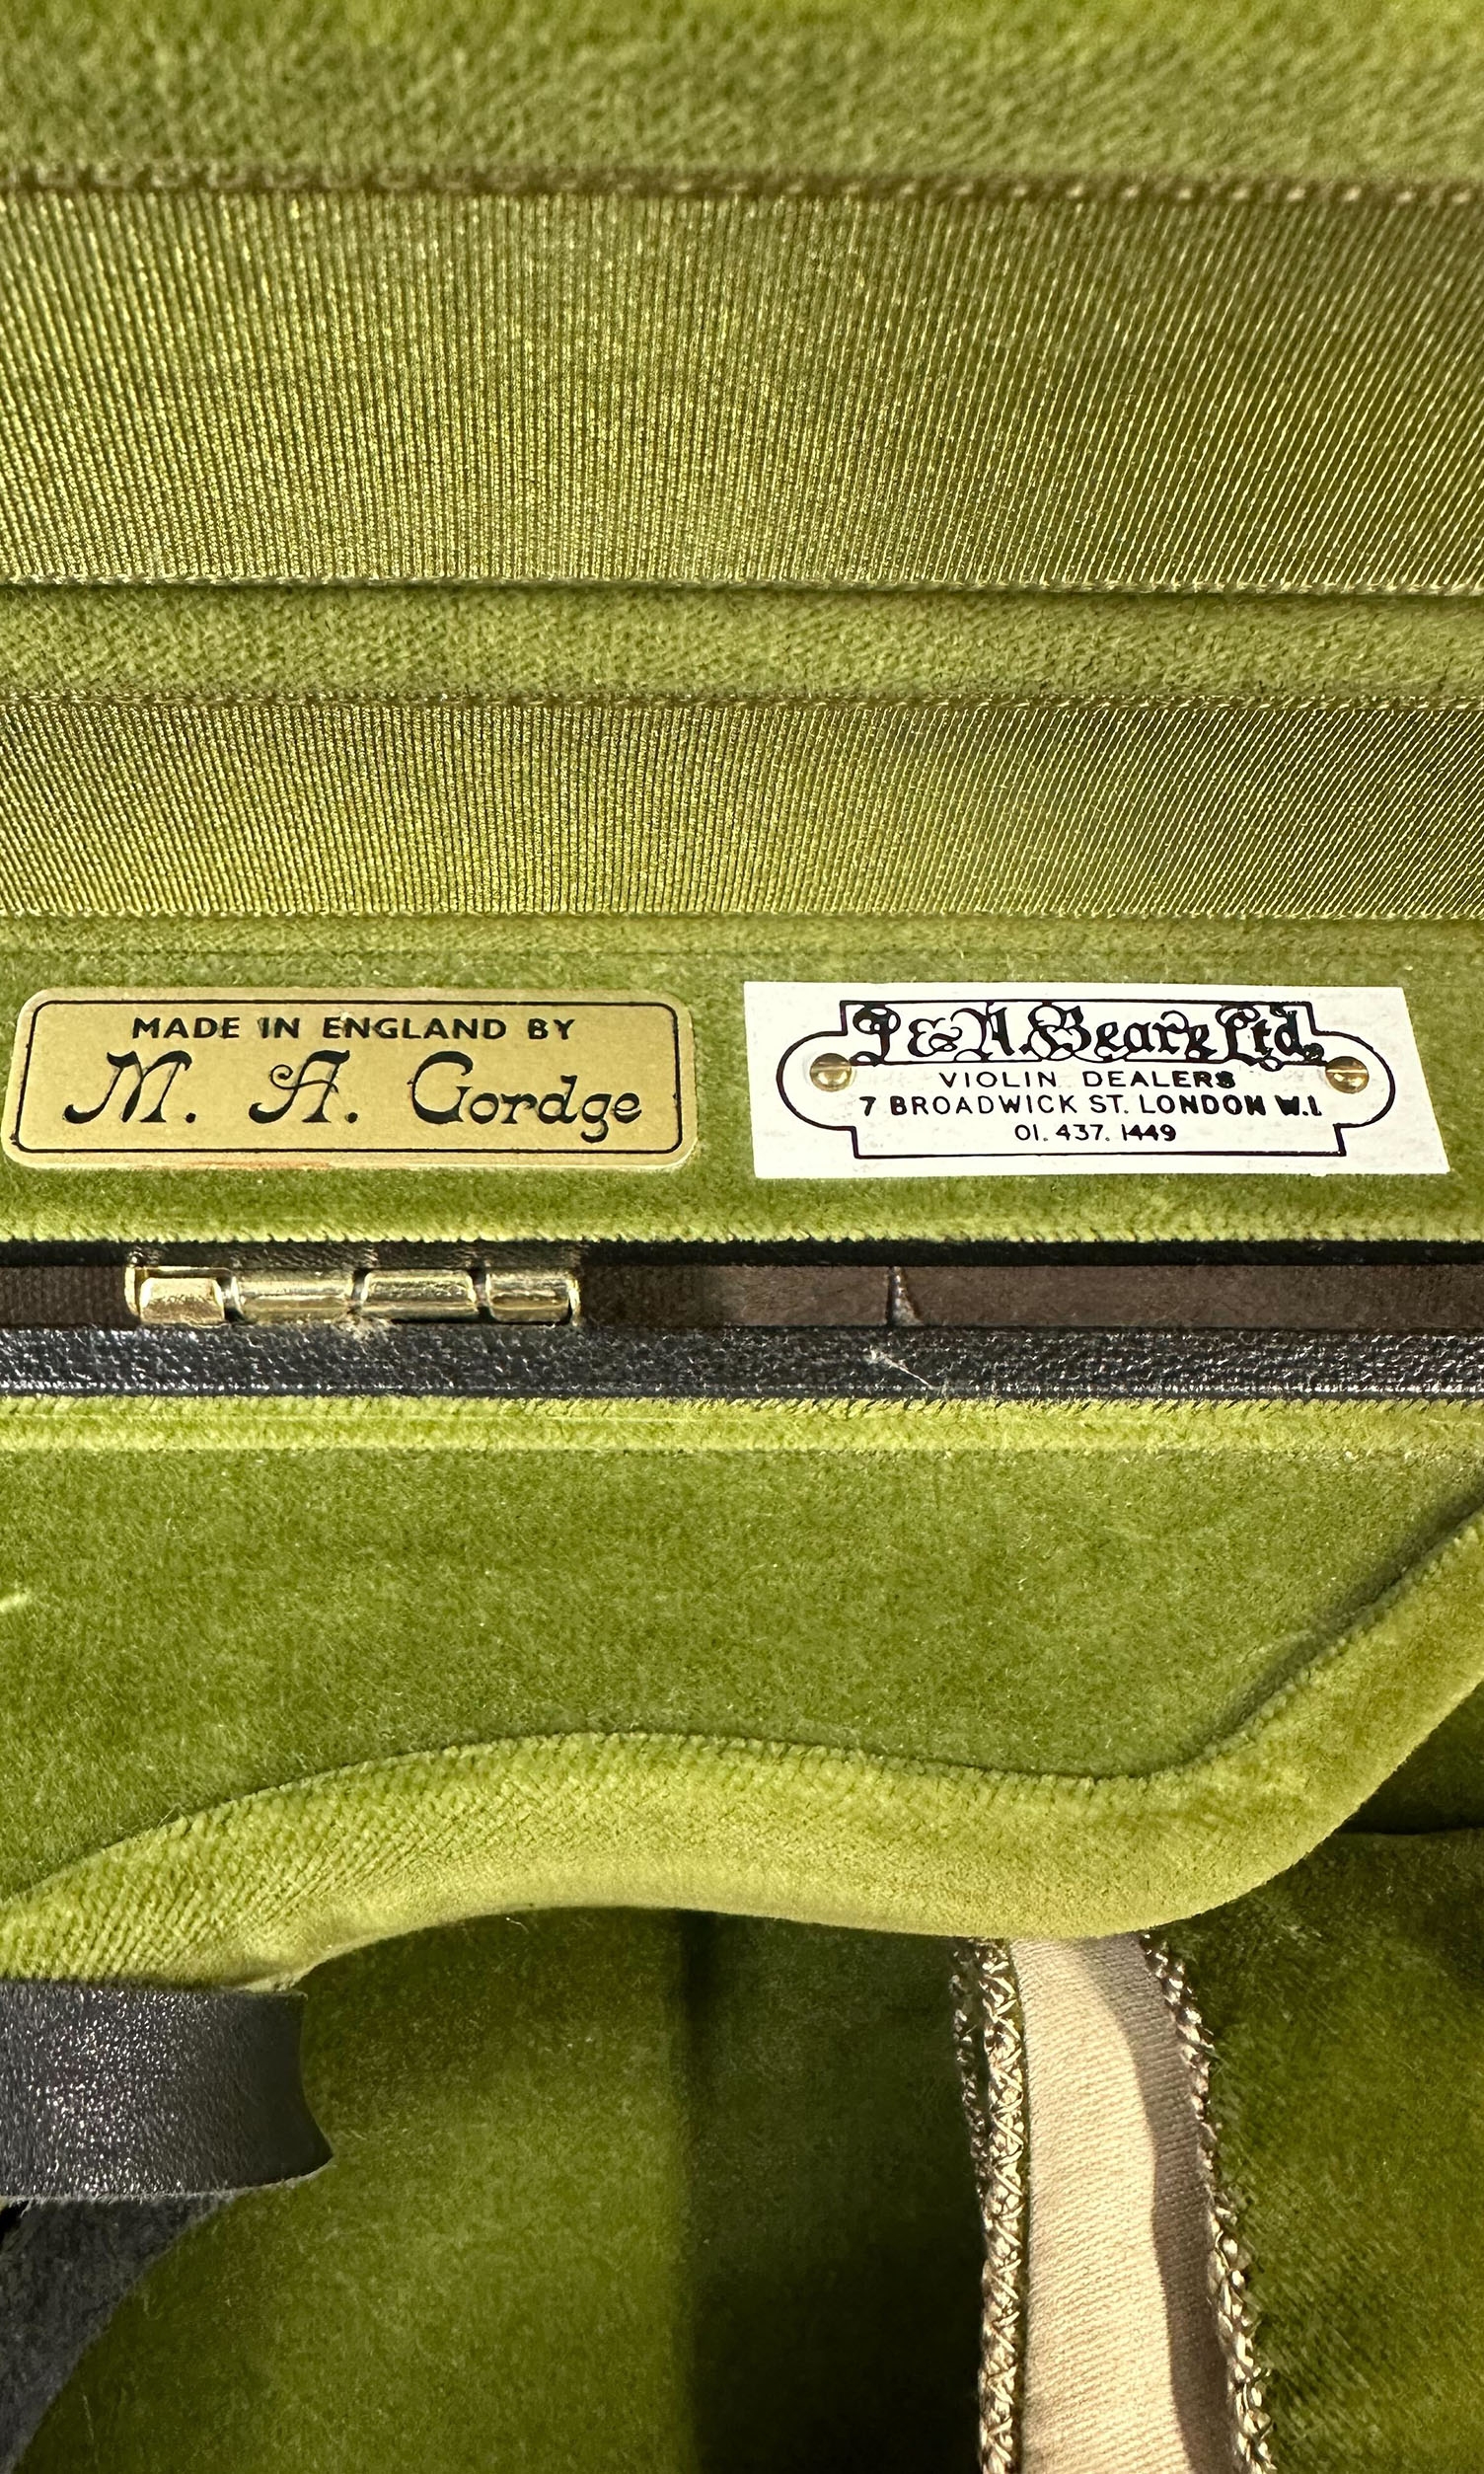 MADE IN ENGLAND BY
M. A. Gordge
J & A. Beare Ltd.
VIOLIN DEALERS
7 BROADWICK ST. LONDON W.1.
01. 437. 1449